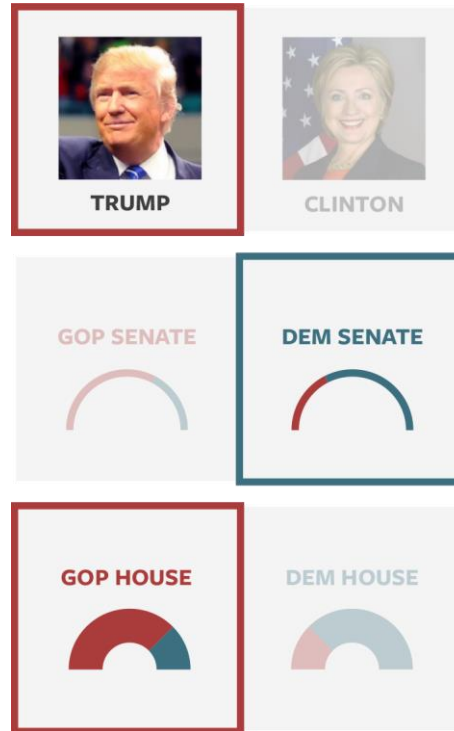 TRUMP
CLINTON
GOP SENATE
DEM SENATE
GOP HOUSE
DEM HOUSE